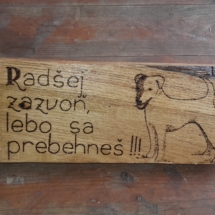 Radšej
zazvoň,
lebo sa
prebehneš !!!